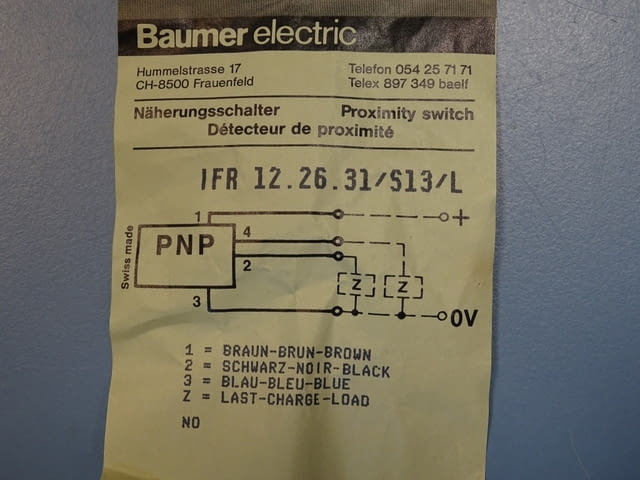 Baumer electric
Hummelstrasse 17
CH-8500 Frauenfeld
Telefon 054 25 71 71
Telex 897 349 baelf
Näherungsschalter
Proximity switch
Détecteur de proximité
IFR 12.26.31/S13/L
Swiss made
PNP
1
4
2
3
+
Z
Z
0V
1 = BRAUN-BRUN-BROWN
2 = SCHWARZ-NOIR-BLACK
3 = BLAU-BLEU-BLUE
Z = LAST-CHARGE-LOAD
NO